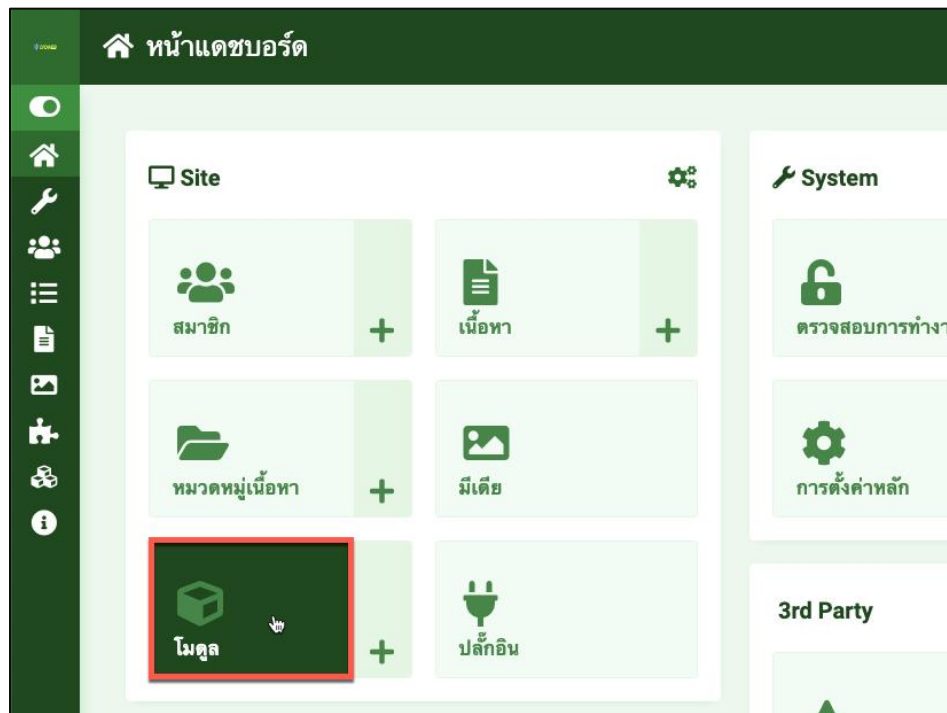 หน้าแดชบอร์ด
Site
สมาชิก
เนื้อหา
หมวดหมู่เนื้อหา
มีเดีย
โมดูล
ปลั๊กอิน
System
ตรวจสอบการทำงา
การตั้งค่าหลัก
3rd Party